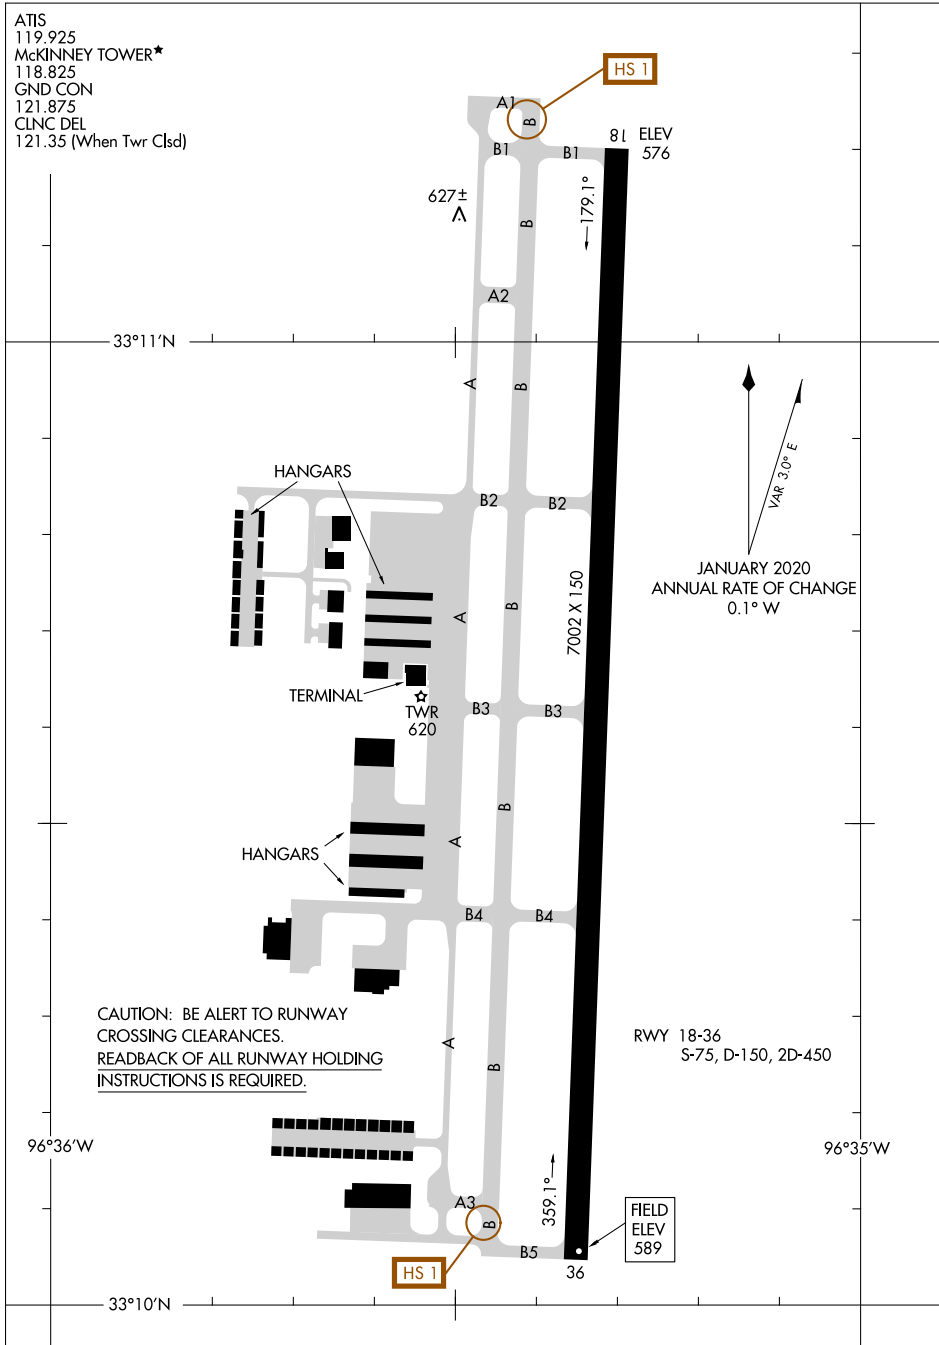 ATIS
119.925
McKINNEY TOWER★
118.825
GND CON
121.875
CLNC DEL
121.35 (When Twr Clsd)
HS 1
A1
B
B1
B1
18
ELEV
576
627±
179.1°
B
A2
33°11'N
A
B
VAR 3.0° E
HANGARS
B2
B2
JANUARY 2020
ANNUAL RATE OF CHANGE
0.1° W
7002 X 150
A
B
TERMINAL
TWR
620
B3
B3
B
A
HANGARS
B4
B4
CAUTION: BE ALERT TO RUNWAY
CROSSING CLEARANCES.
READBACK OF ALL RUNWAY HOLDING
INSTRUCTIONS IS REQUIRED.
A
B
RWY 18-36
S-75, D-150, 2D-450
96°36'W
96°35'W
359.1°
A3
B
FIELD
ELEV
589
B5
HS 1
36
33°10'N